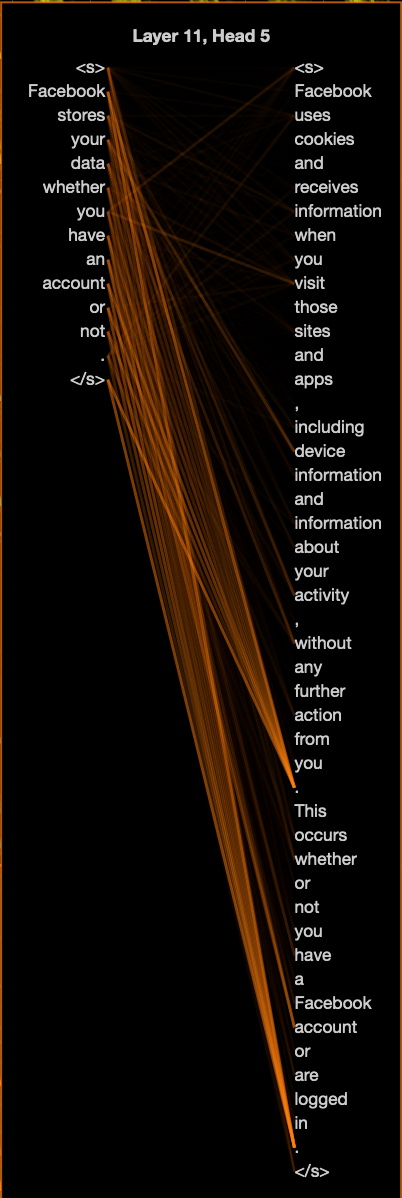 Layer 11, Head 5
<s> <s>
Facebook Facebook
stores uses
your cookies
data and
whether receives
you information
have when
an you
account visit
or those
not sites
. and
</s> apps
,
including
device
information
and
information
about
your
activity
,
without
any
further
action
from
you
.
This
occurs
whether
or
not
you
have
a
Facebook
account
or
are
logged
in
.
</s>